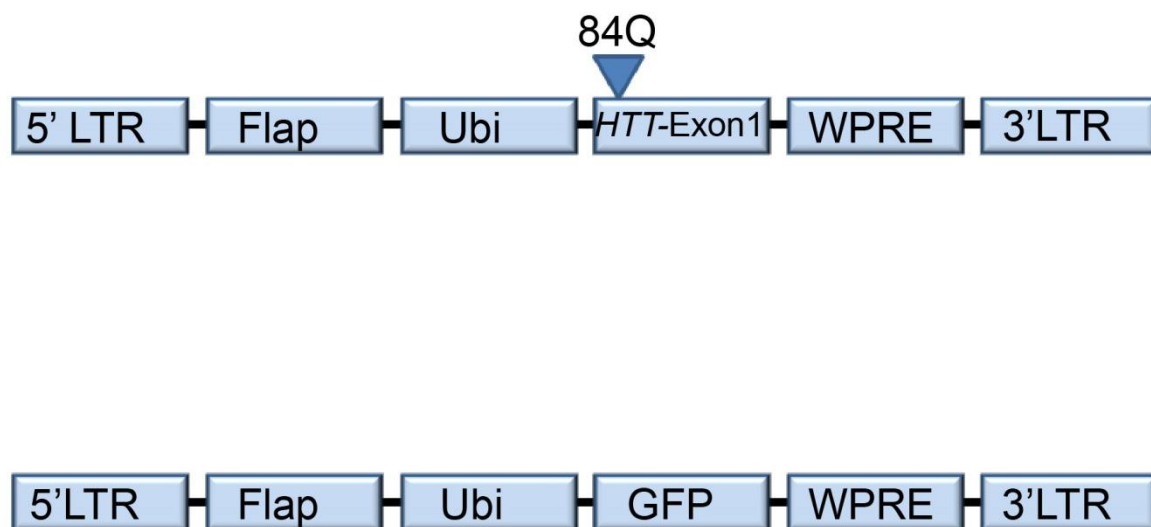 84Q
5' LTR Flap Ubi HTT-Exon1 WPRE 3'LTR
5'LTR Flap Ubi GFP WPRE 3'LTR